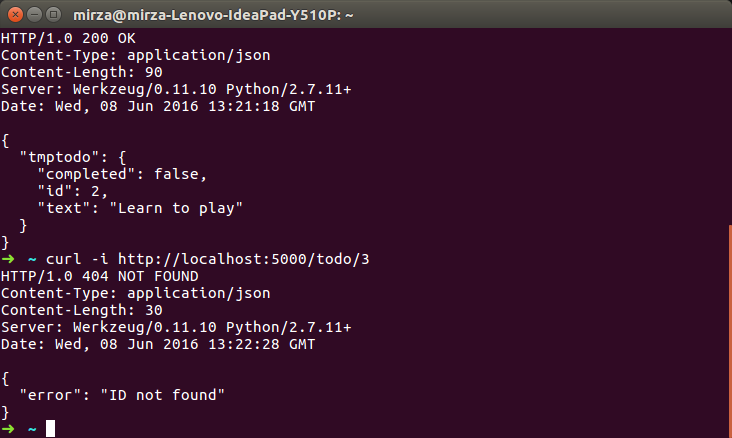 mirza@mirza-Lenovo-IdeaPad-Y510P: ~
HTTP/1.0 200 OK
Content-Type: application/json
Content-Length: 90
Server: Werkzeug/0.11.10 Python/2.7.11+
Date: Wed, 08 Jun 2016 13:21:18 GMT

{
  "tmptodo": {
    "completed": false,
    "id": 2,
    "text": "Learn to play"
  }
}
➜  ~ curl -i http://localhost:5000/todo/3
HTTP/1.0 404 NOT FOUND
Content-Type: application/json
Content-Length: 30
Server: Werkzeug/0.11.10 Python/2.7.11+
Date: Wed, 08 Jun 2016 13:22:28 GMT

{
  "error": "ID not found"
}
➜  ~